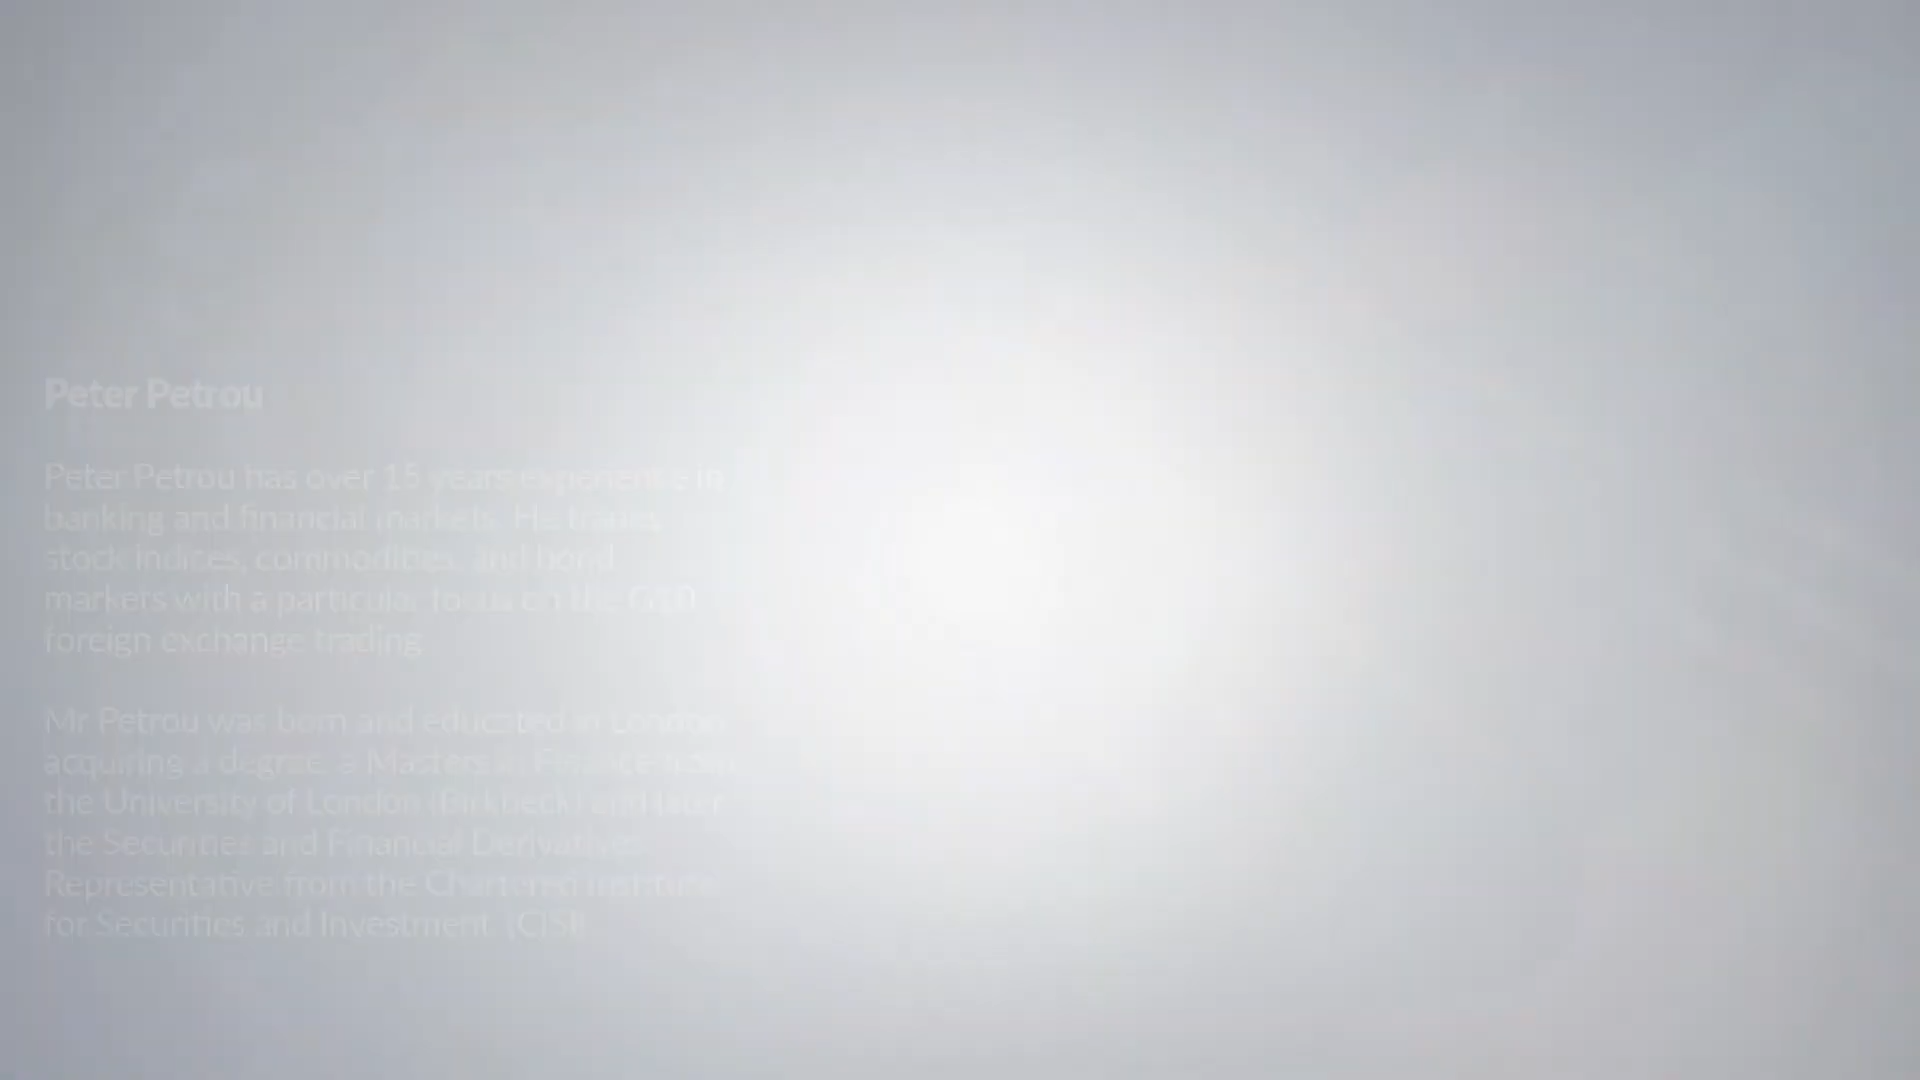 Peter Petrou
Peter Petrou has over 15 years experience in
banking and financial markets. He trades
stock indices, commodities, and bond
markets with a particular focus on the G10
foreign exchange trading
Mr Petrou was born and educated in London
acquiring a degree a Masters in Finance from
the University of London (Birkbeck) and later
the Securities and Financial Derivatives
Representative from the Chartered Institute
for Securities and Investment (CISI)